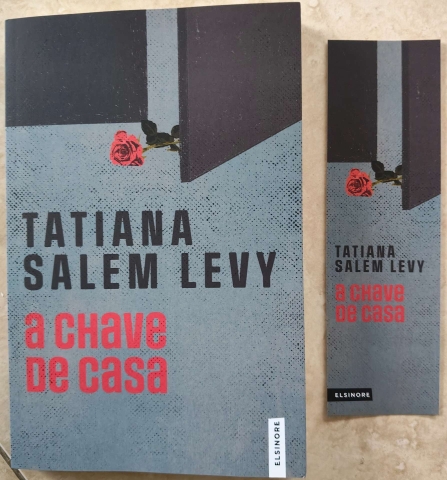 TATIANA
SALEM LEVY
a chave
de casa
ELSINORE
TATIANA
SALEM LEVY
a chave
de casa
ELSINORE